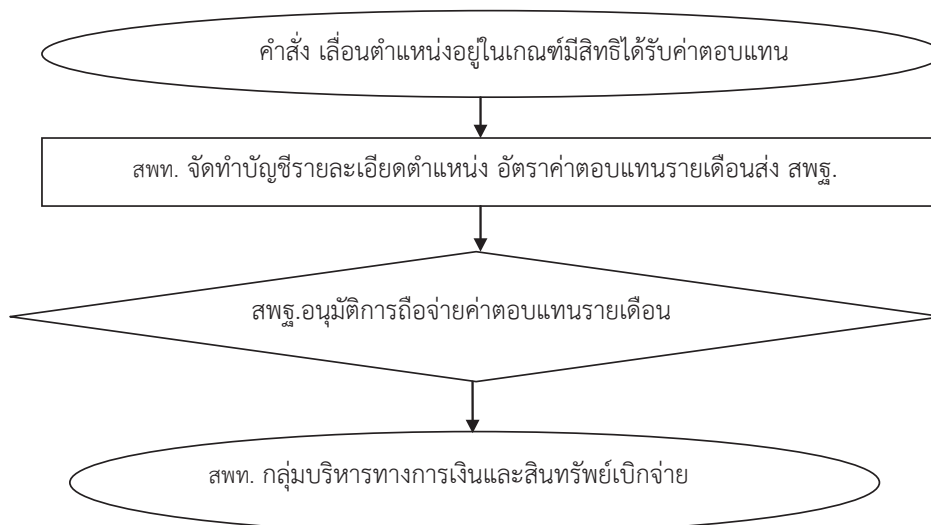 คำสั่ง เลื่อนตำแหน่งอยู่ในเกณฑ์มีสิทธิได้รับค่าตอบแทน
สพท. จัดทำบัญชีรายละเอียดตำแหน่ง อัตราค่าตอบแทนรายเดือนส่ง สพฐ.
สพฐ.อนุมัติการถือจ่ายค่าตอบแทนรายเดือน
สพท. กลุ่มบริหารทางการเงินและสินทรัพย์เบิกจ่าย